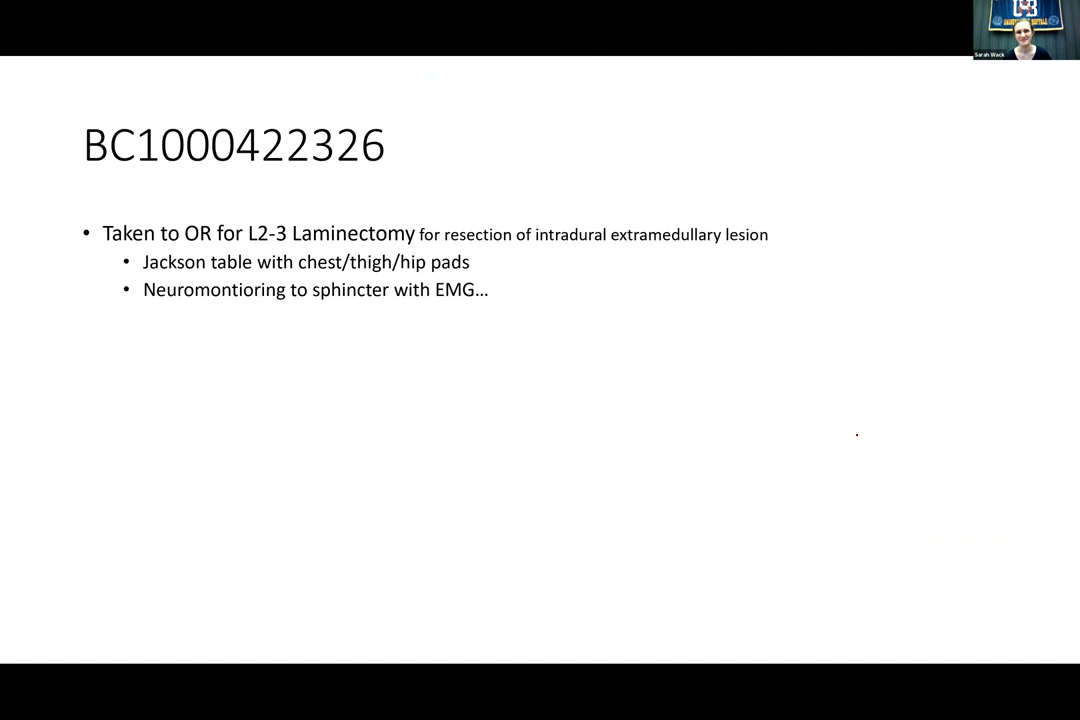 Sarah Wack
BC1000422326
• Taken to OR for L2-3 Laminectomy for resection of intradural extramedullary lesion
• Jackson table with chest/thigh/hip pads
• Neuromontioring to sphincter with EMG…